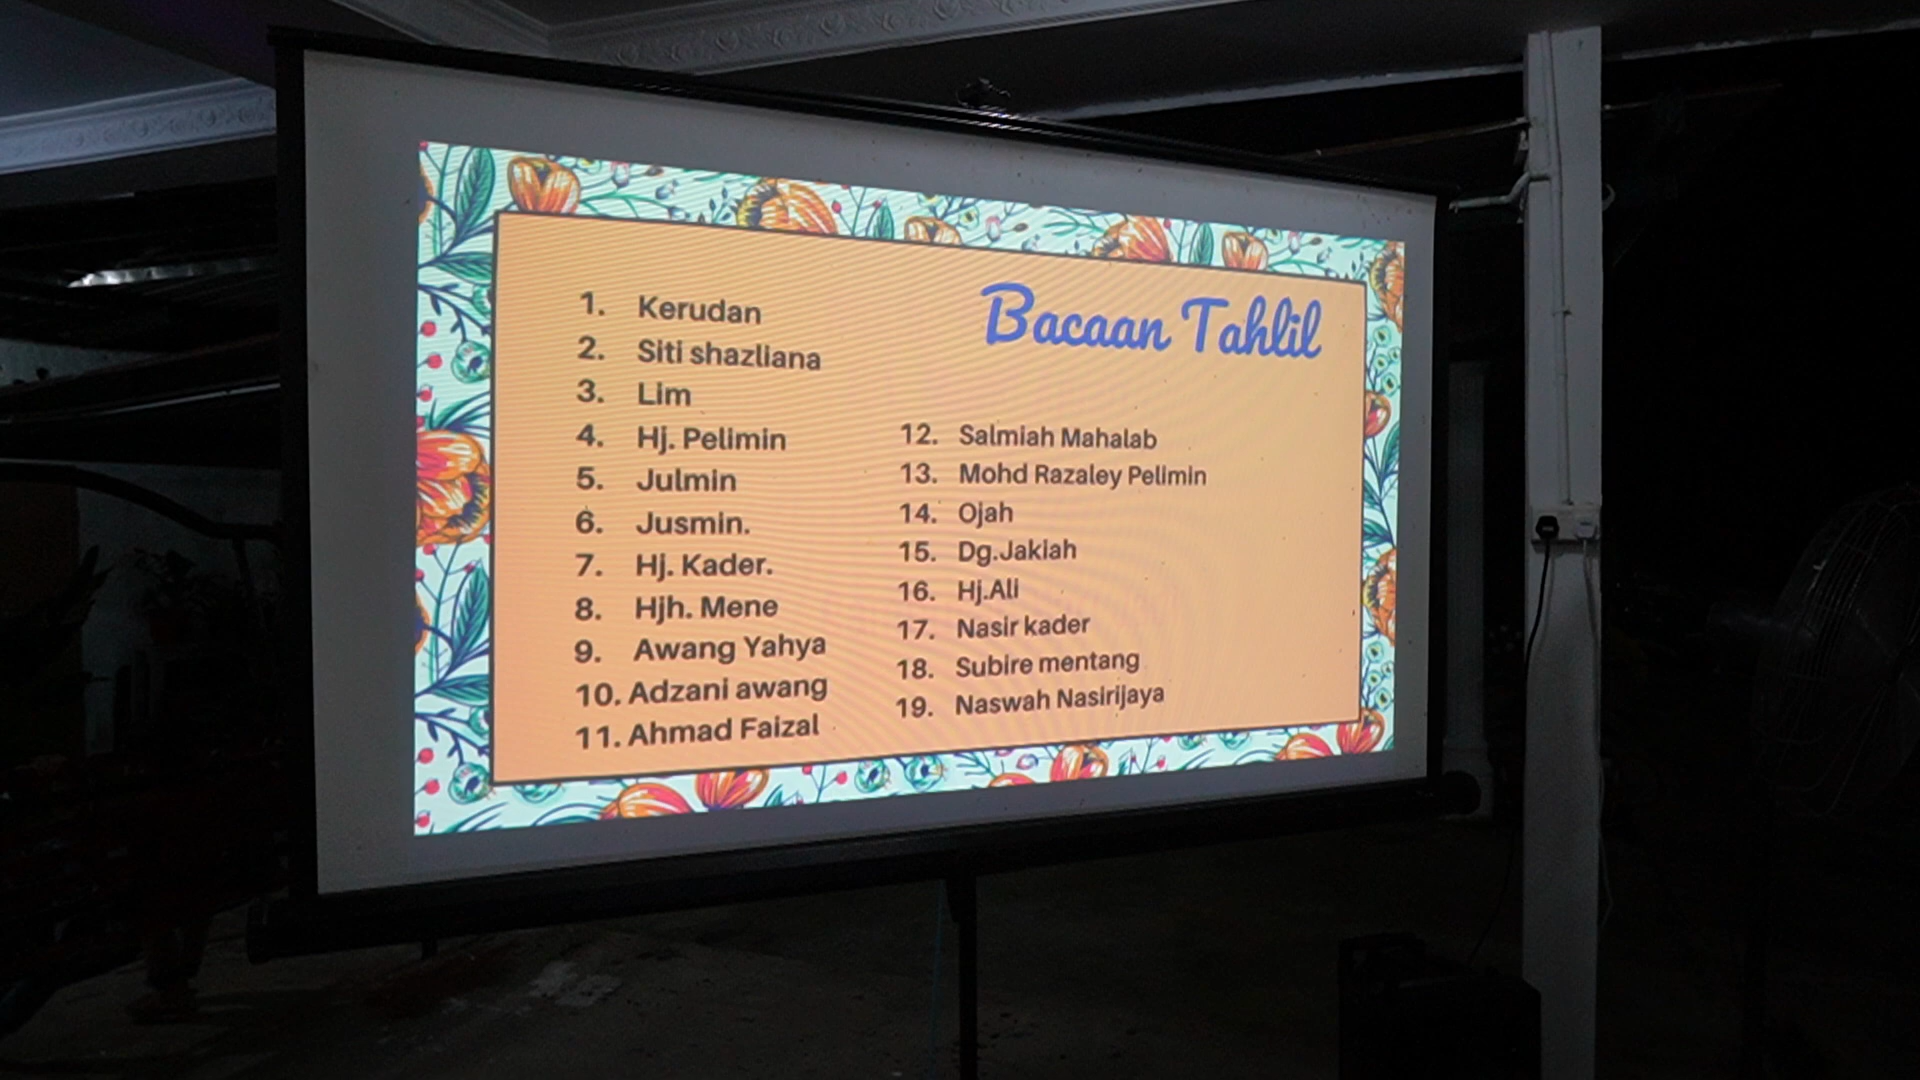 Bacaan Tahlil
1. Kerudan
2. Siti shazliana
3. Lim
4. Hj. Pelimin
5. Julmin
6. Jusmin.
7. Hj. Kader.
8. Hjh. Mene
9. Awang Yahya
10. Adzani awang
11. Ahmad Faizal
12. Salmiah Mahalab
13. Mohd Razaley Pelimin
14. Ojah
15. Dg.Jakiah
16. Hj.Ali
17. Nasir kader
18. Subire mentang
19. Naswah Nasirijaya